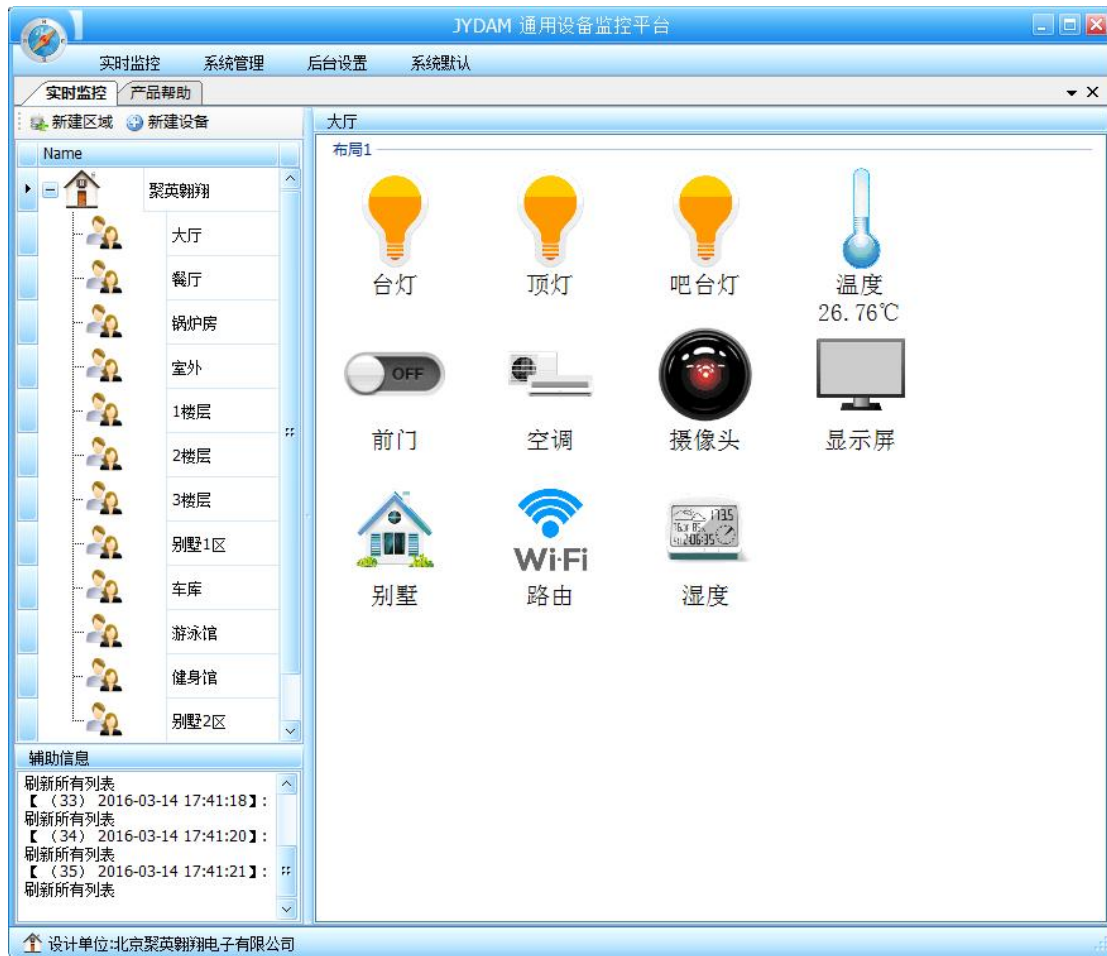 JYDAM 通用设备监控平台
实时监控 系统管理 后台设置 系统默认
实时监控 产品帮助
新建区域 新建设备
Name
聚英翱翔
大厅
餐厅
锅炉房
室外
1楼层
2楼层
3楼层
别墅1区
车库
游泳馆
健身馆
别墅2区
辅助信息
刷新所有列表
【 （33） 2016-03-14 17:41:18】：
刷新所有列表
【 （34） 2016-03-14 17:41:20】：
刷新所有列表
【 （35） 2016-03-14 17:41:21】：
刷新所有列表
大厅
布局1
台灯 顶灯 吧台灯 温度
26.76℃
OFF
前门 空调 摄像头 显示屏
Wi-Fi
别墅 路由 湿度
设计单位:北京聚英翱翔电子有限公司